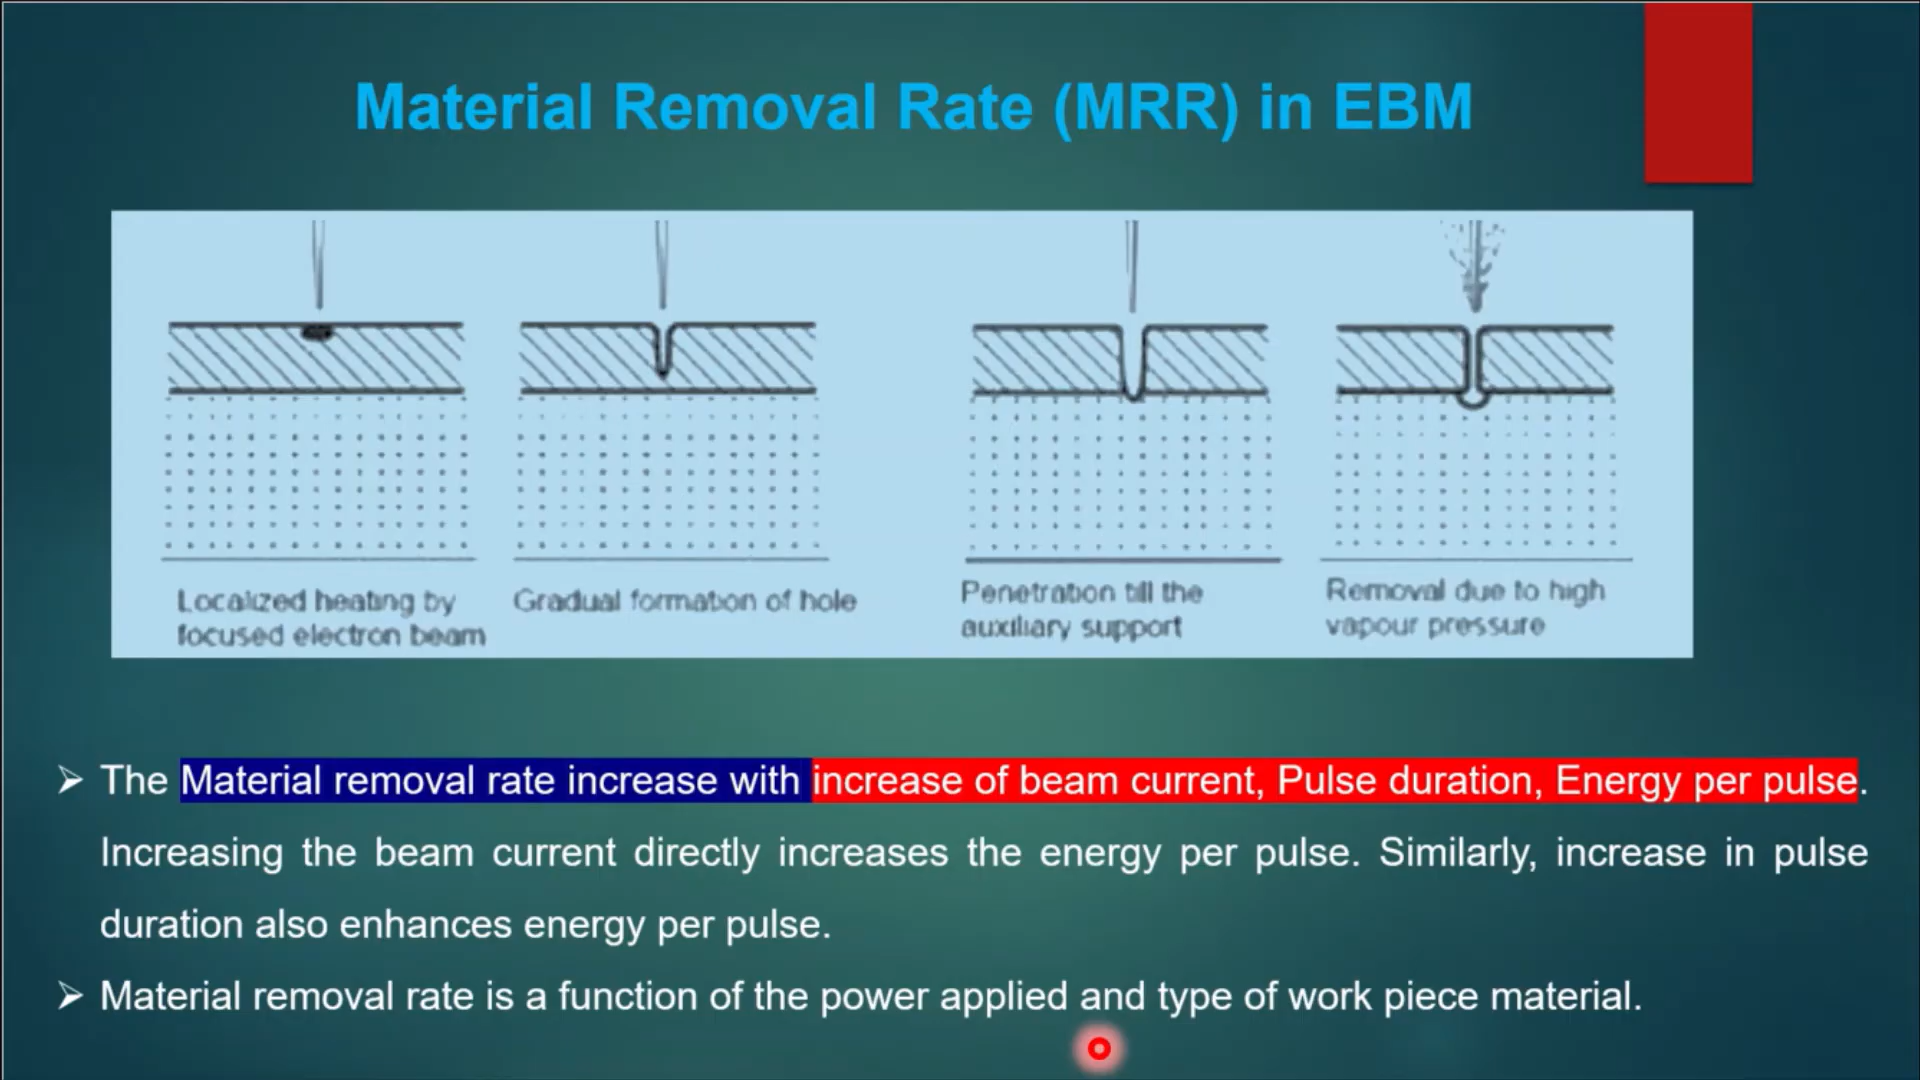 Material Removal Rate (MRR) in EBM
Localized heating by
focused electron beam
Gradual formation of hole
Penetration till the
auxiliary support
Removal due to high
vapour pressure
The Material removal rate increase with increase of beam current, Pulse duration, Energy per pulse.
Increasing the beam current directly increases the energy per pulse. Similarly, increase in pulse
duration also enhances energy per pulse.
Material removal rate is a function of the power applied and type of work piece material.